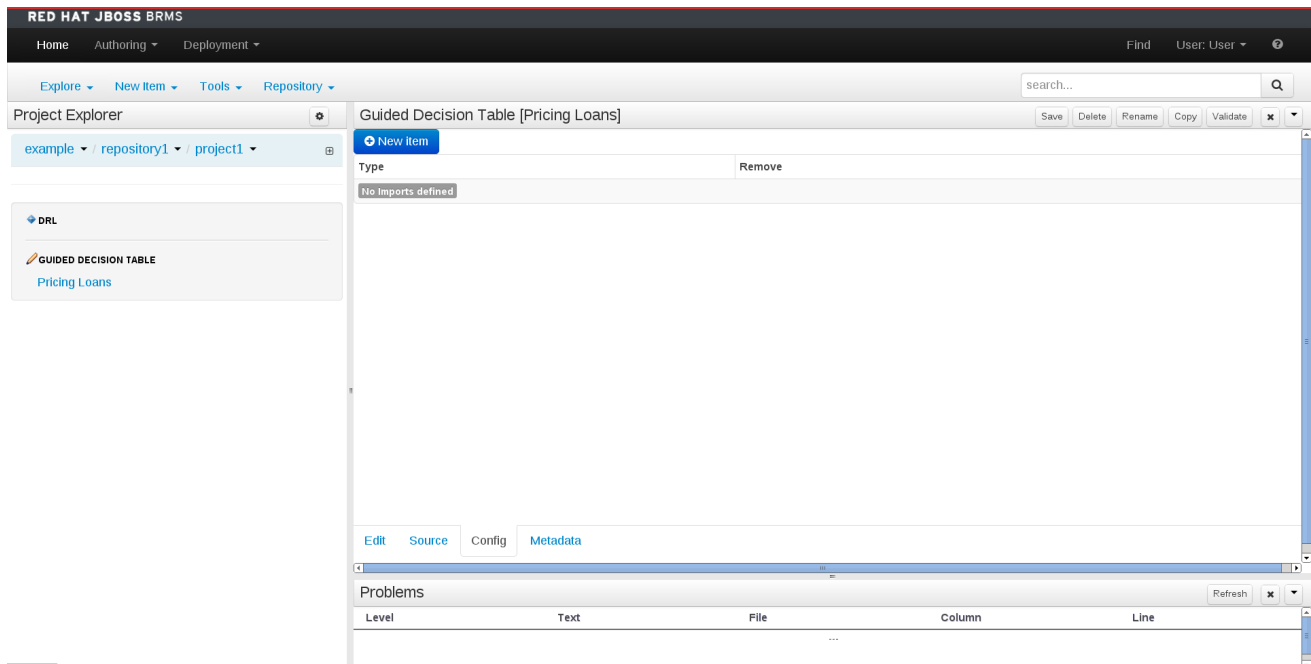 RED HAT JBOSS BRMS
Home Authoring Deployment Find User: User
Explore New Item Tools Repository search...
Project Explorer
example / repository1 / project1
DRL
GUIDED DECISION TABLE
Pricing Loans
Guided Decision Table [Pricing Loans] Save Delete Rename Copy Validate
New item
Type Remove
No Imports defined
Edit Source Config Metadata
Problems Refresh
Level Text File Column Line
...